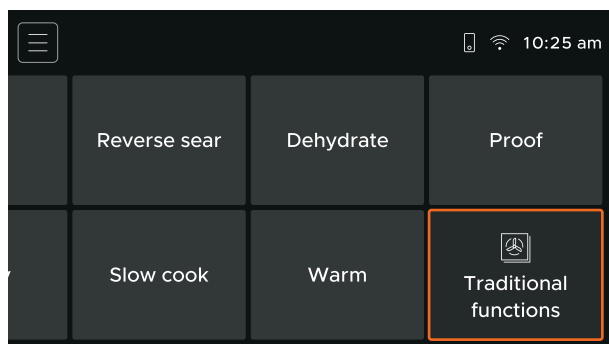 10:25 am
Reverse sear
Dehydrate
Proof
Slow cook
Warm
Traditional
functions